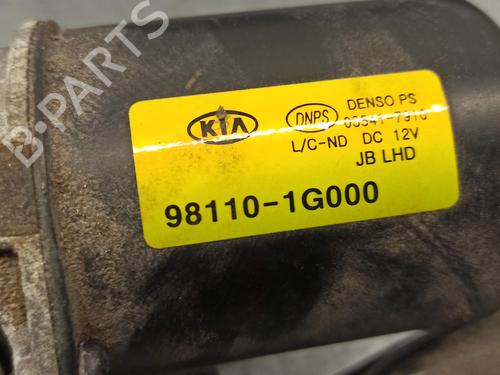 B-PARTS
KIA
DNPS
DENSO PS
L/C-ND DC 12V
JB LHD
98110-1G000